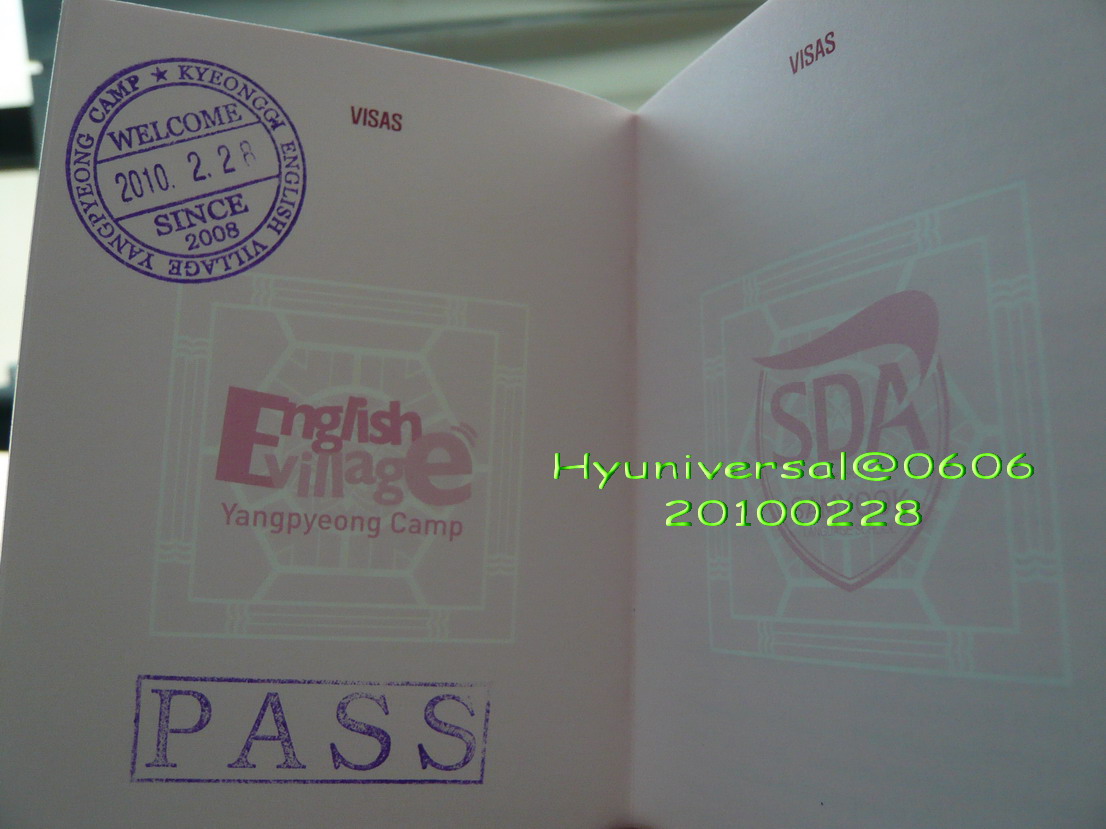 VISAS
KYEONGGI ENGLISH VILLAGE YANGPYEONG CAMP ★
WELCOME
2010. 2. 28
SINCE
2008
English
village
Yangpyeong Camp
PASS
VISAS
SDA
SAMYOOK
Hyuniversal@0606
20100228